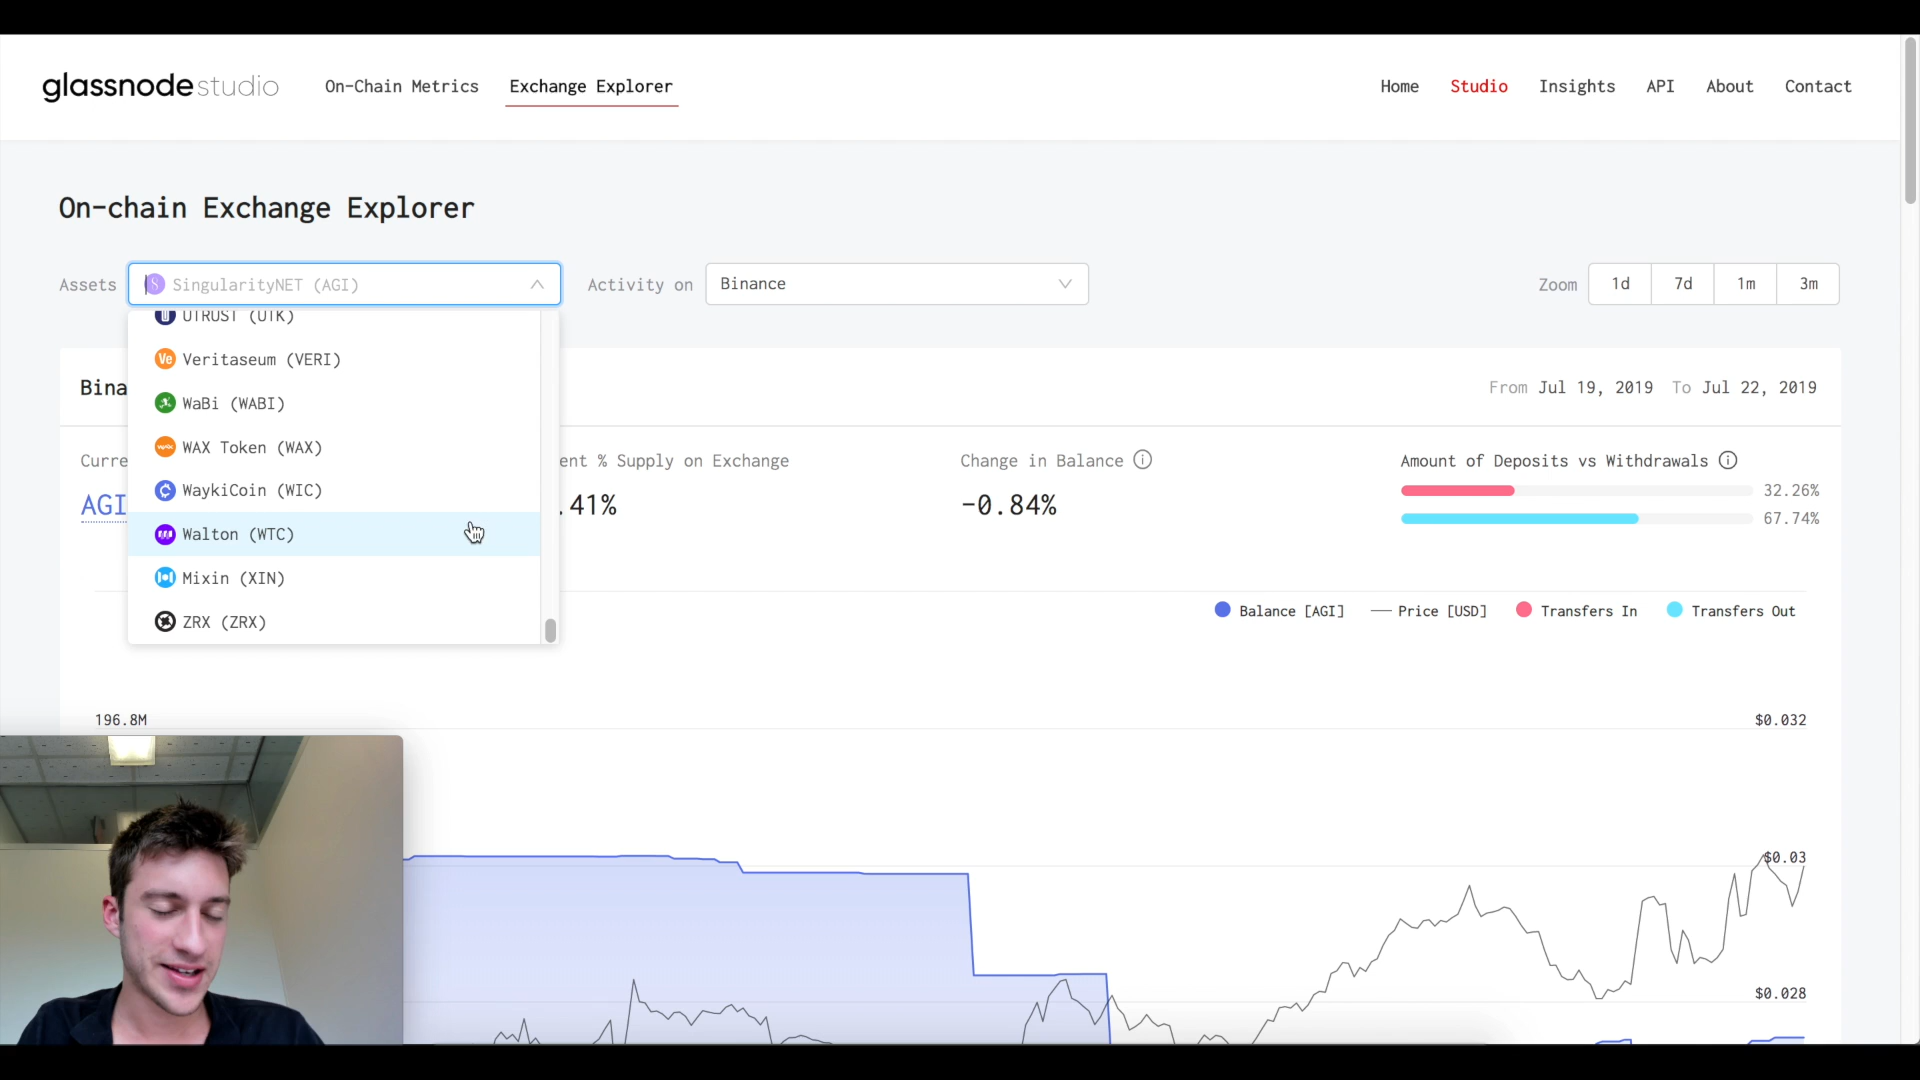 glassnode studio On-Chain Metrics Exchange Explorer Home Studio Insights API About Contact
On-chain Exchange Explorer
Assets SingularityNET (AGI) Activity on Binance Zoom 1d 7d 1m 3m
UTRUST (UTK)
Veritaseum (VERI)
WaBi (WABI)
WAX Token (WAX)
WaykiCoin (WIC)
Walton (WTC)
Mixin (XIN)
ZRX (ZRX)
Bina From Jul 19, 2019 To Jul 22, 2019
Curre ent % Supply on Exchange Change in Balance Amount of Deposits vs Withdrawals
AGI .41% -0.84% 32.26%
67.74%
Balance [AGI] Price [USD] Transfers In Transfers Out
196.8M $0.032
$0.03
$0.028